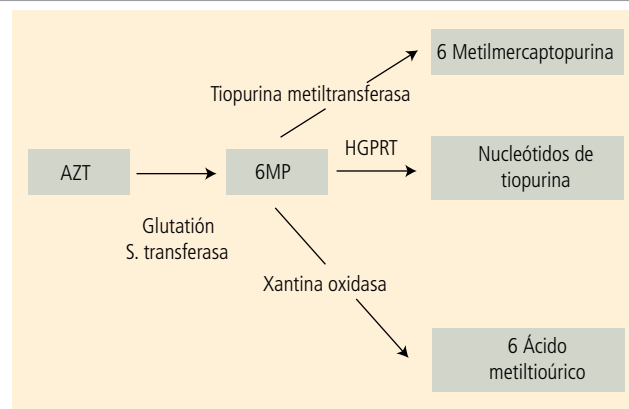 6 Metilmercaptopurina
Tiopurina metiltransferasa
HGPRT
Nucleótidos de
tiopurina
AZT
6MP
Glutatión
S. transferasa
Xantina oxidasa
6 Ácido
metiltioúrico